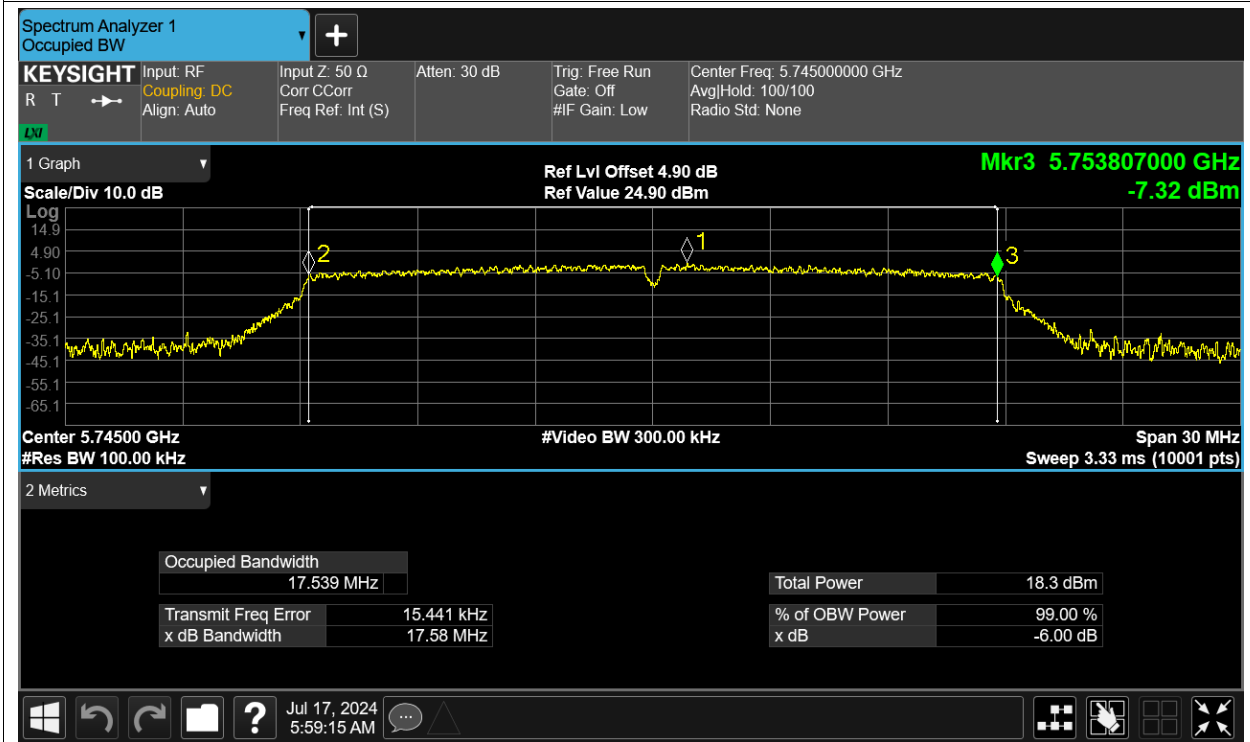 Spectrum Analyzer 1
Occupied BW
KEYSIGHT Input: RF Input Z: 50 Ω Atten: 30 dB Trig: Free Run Center Freq: 5.745000000 GHz
R T Coupling: DC Corr CCorr Gate: Off Avg|Hold: 100/100
Align: Auto Freq Ref: Int (S) #IF Gain: Low Radio Std: None
LXI
1 Graph Ref Lvl Offset 4.90 dB Mkr3 5.753807000 GHz
Scale/Div 10.0 dB Ref Value 24.90 dBm -7.32 dBm
Log
14.9
4.90
-5.10
-15.1
-25.1
-35.1
-45.1
-55.1
-65.1
2
1
3
Center 5.74500 GHz #Video BW 300.00 kHz Span 30 MHz
#Res BW 100.00 kHz Sweep 3.33 ms (10001 pts)
2 Metrics
Occupied Bandwidth
17.539 MHz
Total Power 18.3 dBm
Transmit Freq Error 15.441 kHz % of OBW Power 99.00 %
x dB Bandwidth 17.58 MHz x dB -6.00 dB
? Jul 17, 2024
5:59:15 AM